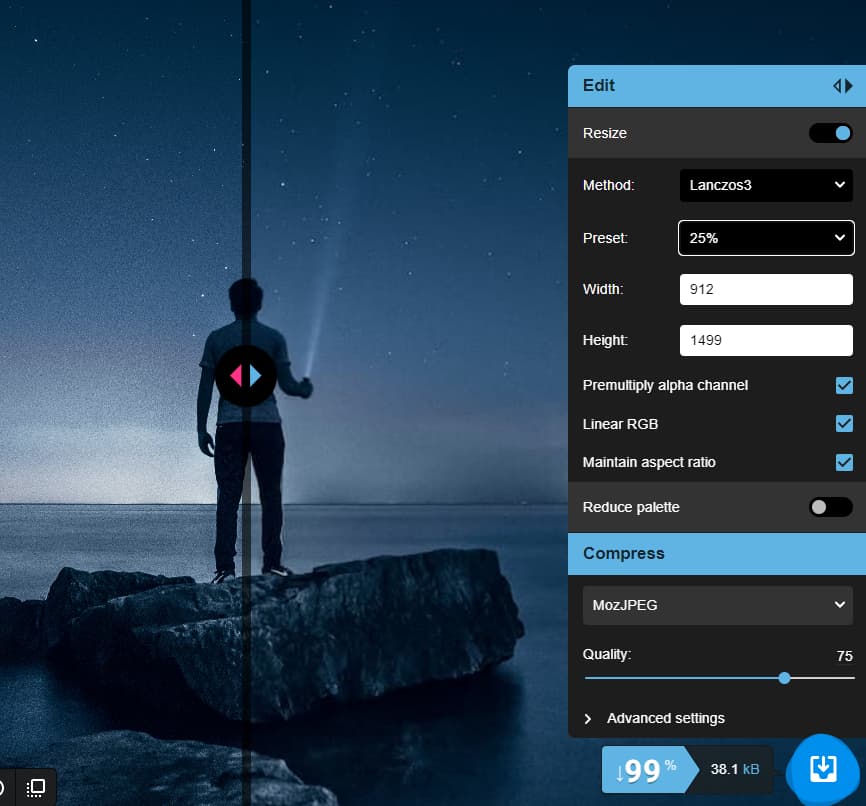 Edit
Resize
Method: Lanczos3
Preset: 25%
Width: 912
Height: 1499
Premultiply alpha channel
Linear RGB
Maintain aspect ratio
Reduce palette
Compress
MozJPEG
Quality: 75
Advanced settings
↓99 % 38.1 kB